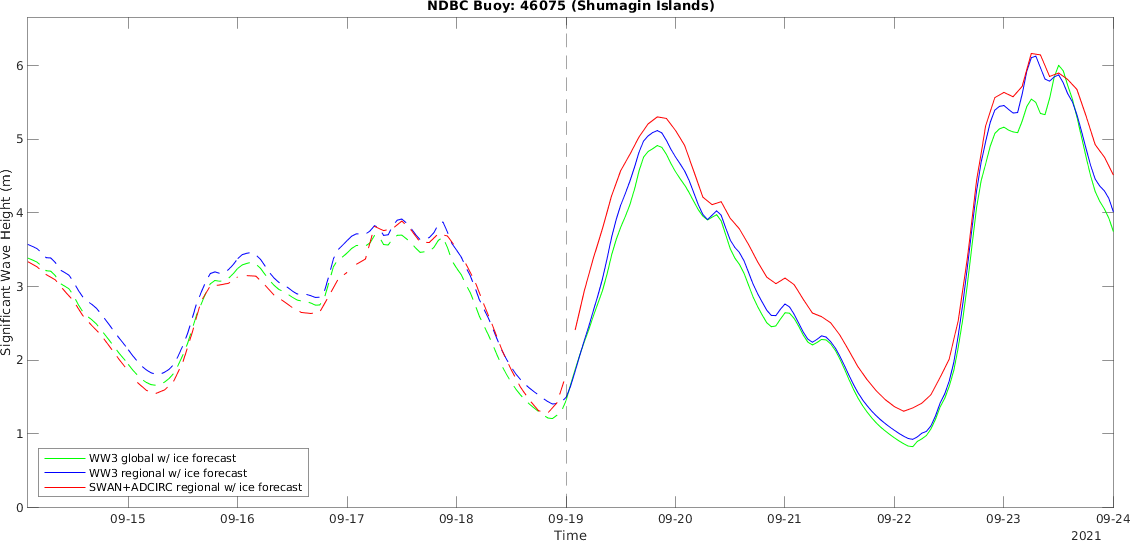 NDBC Buoy: 46075 (Shumagin Islands)
Significant Wave Height (m)
6
5
4
3
2
1
0
WW3 global w/ ice forecast
WW3 regional w/ ice forecast
SWAN+ADCIRC regional w/ ice forecast
09-15 09-16 09-17 09-18 09-19 09-20 09-21 09-22 09-23 09-24
Time
2021